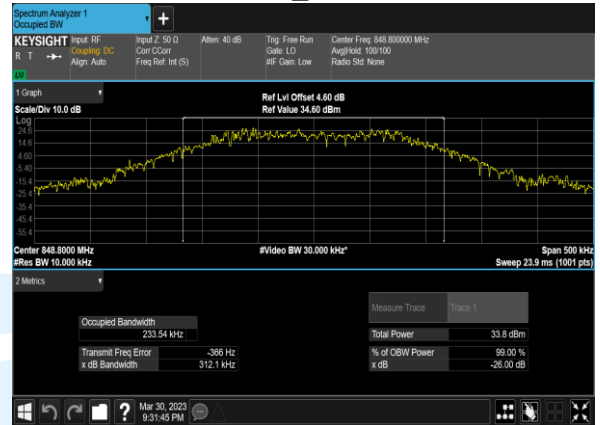 Spectrum Analyzer 1
Occupied BW
+
KEYSIGHT
R T
LM
Input: RF
Coupling: DC
Align: Auto
Input Z: 50 Ω
Corr CCorr
Freq Ref: Int (S)
Atten: 40 dB
Trig: Free Run
Gate: LO
#IF Gain: Low
Center Freq: 848.800000 MHz
Avg|Hold: 100/100
Radio Std: None
1 Graph
Scale/Div 10.0 dB
Ref Lvl Offset 4.60 dB
Ref Value 34.60 dBm
Log
24.6
14.6
4.60
-5.40
-15.4
-25.4
-35.4
-45.4
-55.4
Center 848.8000 MHz
#Res BW 10.000 kHz
#Video BW 30.000 kHz*
Span 500 kHz
Sweep 23.9 ms (1001 pts)
2 Metrics
Measure Trace Trace 1
Occupied Bandwidth
233.54 kHz
Total Power 33.8 dBm
Transmit Freq Error -366 Hz
% of OBW Power 99.00 %
x dB Bandwidth 312.1 kHz
x dB -26.00 dB
?
Mar 30, 2023
9:31:45 PM